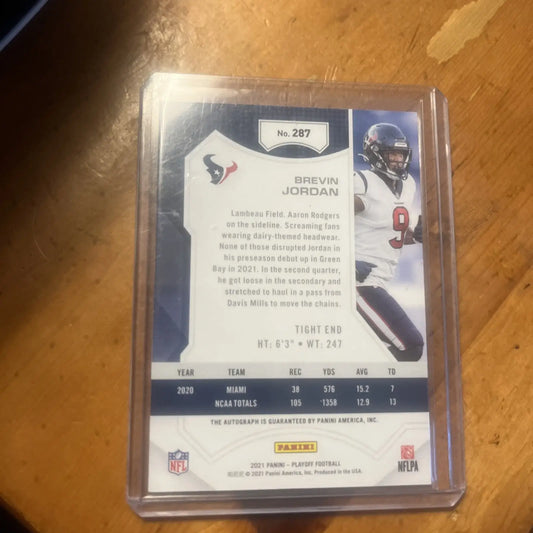 No. 287
BREVIN
JORDAN
Lambeau Field. Aaron Rodgers
on the sideline. Screaming fans
wearing dairy-themed headwear.
None of those disrupted Jordan in
his preseason debut up in Green
Bay in 2021. In the second quarter,
he got loose in the secondary and
stretched to haul in a pass from
Davis Mills to move the chains.
TIGHT END
HT: 6'3" • WT: 247
YEAR TEAM REC YDS AVG TD
2020 MIAMI 38 576 15.2 7
NCAA TOTALS 105 1358 12.9 13
THE AUTOGRAPH IS GUARANTEED BY PANINI AMERICA, INC.
PANINI
NFL
NFLPA
2021 PANINI – PLAYOFF FOOTBALL
© 2021 Panini America, Inc. Produced in the USA.
9